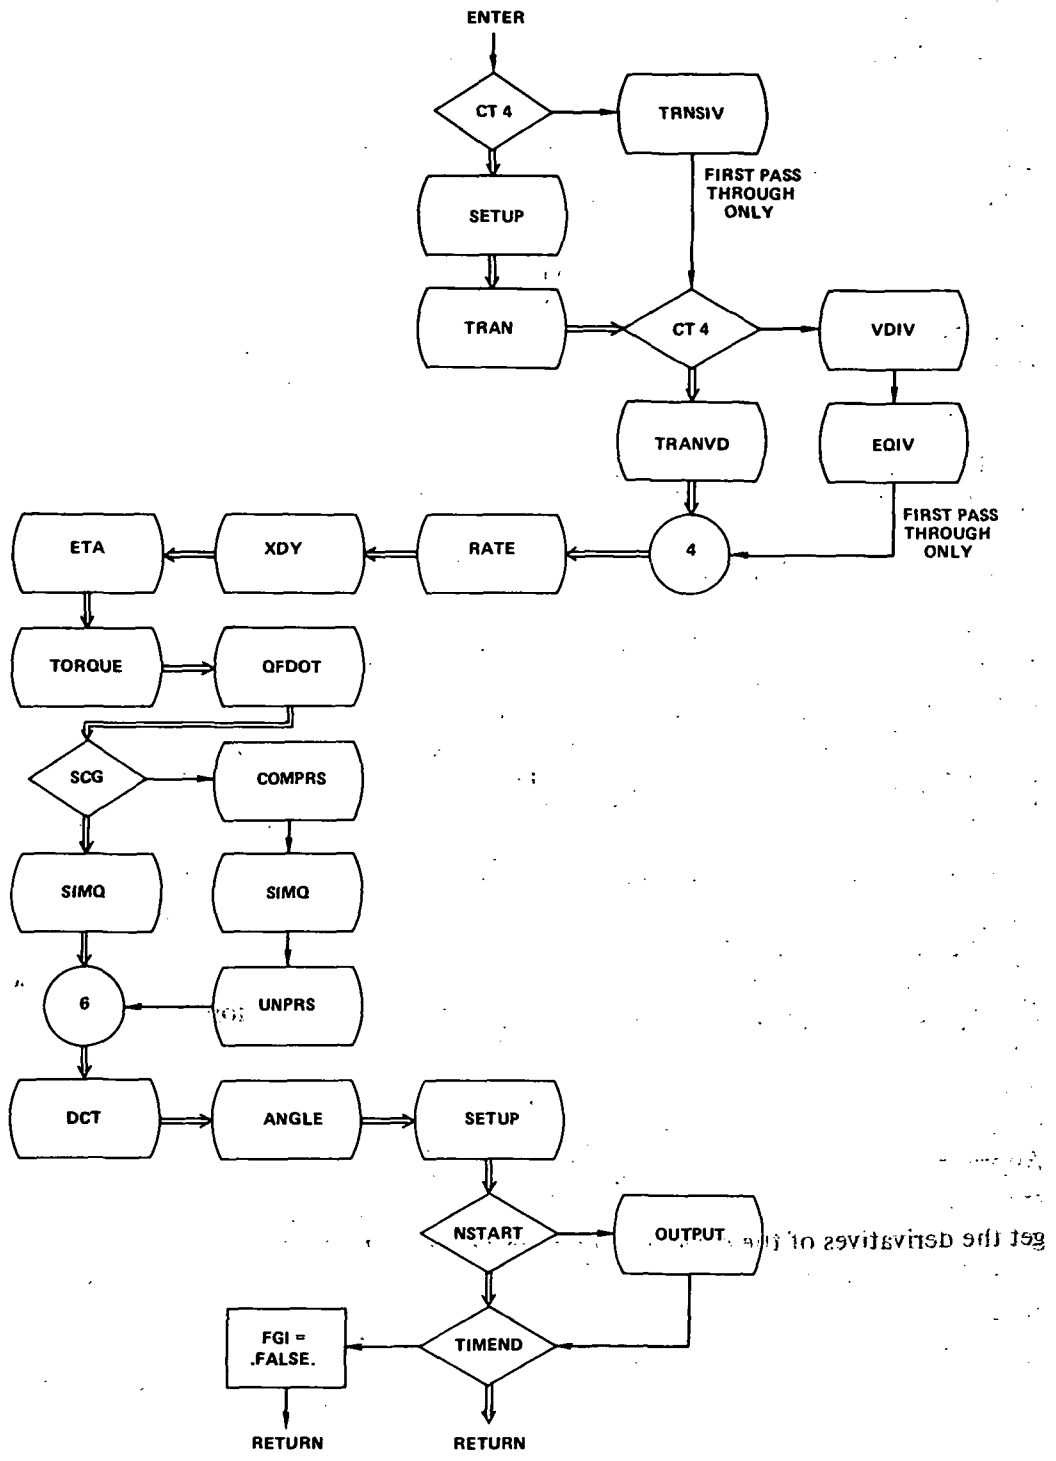 ENTER
CT 4
TRNSIV
FIRST PASS
THROUGH
ONLY
SETUP
TRAN
CT 4
VDIV
TRANVD
EQIV
FIRST PASS
THROUGH
ONLY
ETA
XDY
RATE
4
TORQUE
QFDOT
SCG
COMPRS
SIMQ
SIMQ
6
UNPRS
DCT
ANGLE
SETUP
NSTART
OUTPUT
get the derivatives of the
FGI =
.FALSE.
TIMEND
RETURN
RETURN